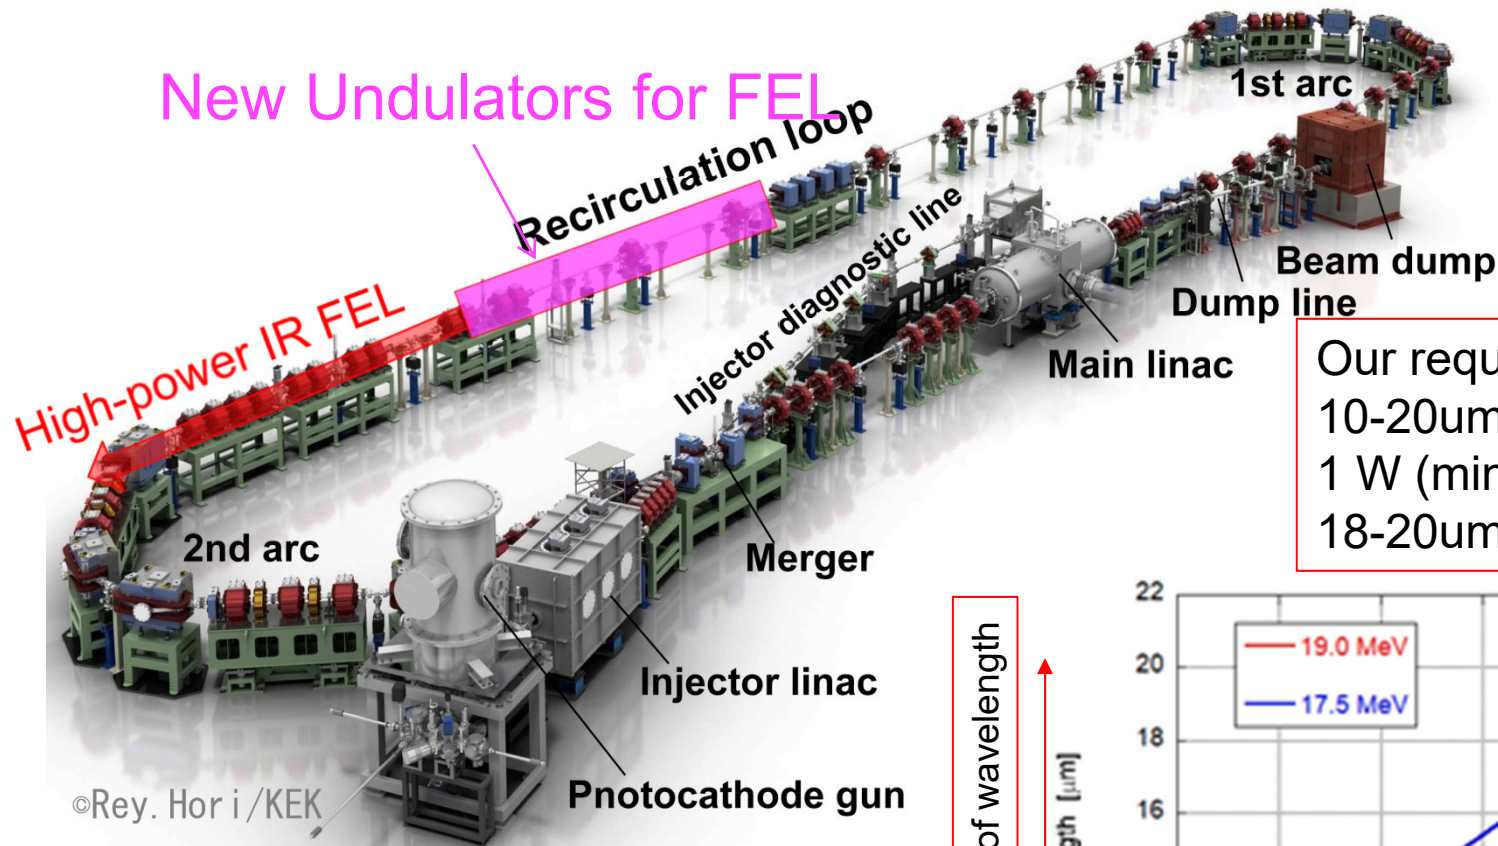 New Undulators for FEL
Recirculation loop
1st arc
High-power IR FEL
Injector diagnostic line
Beam dump
Dump line
Main linac
Our requ
10-20um
1 W (min
18-20um
2nd arc
Merger
Injector linac
Pnotocathode gun
©Rey.Hori/KEK
of wavelength
gth [μm]
22
20
18
16
19.0 MeV
17.5 MeV